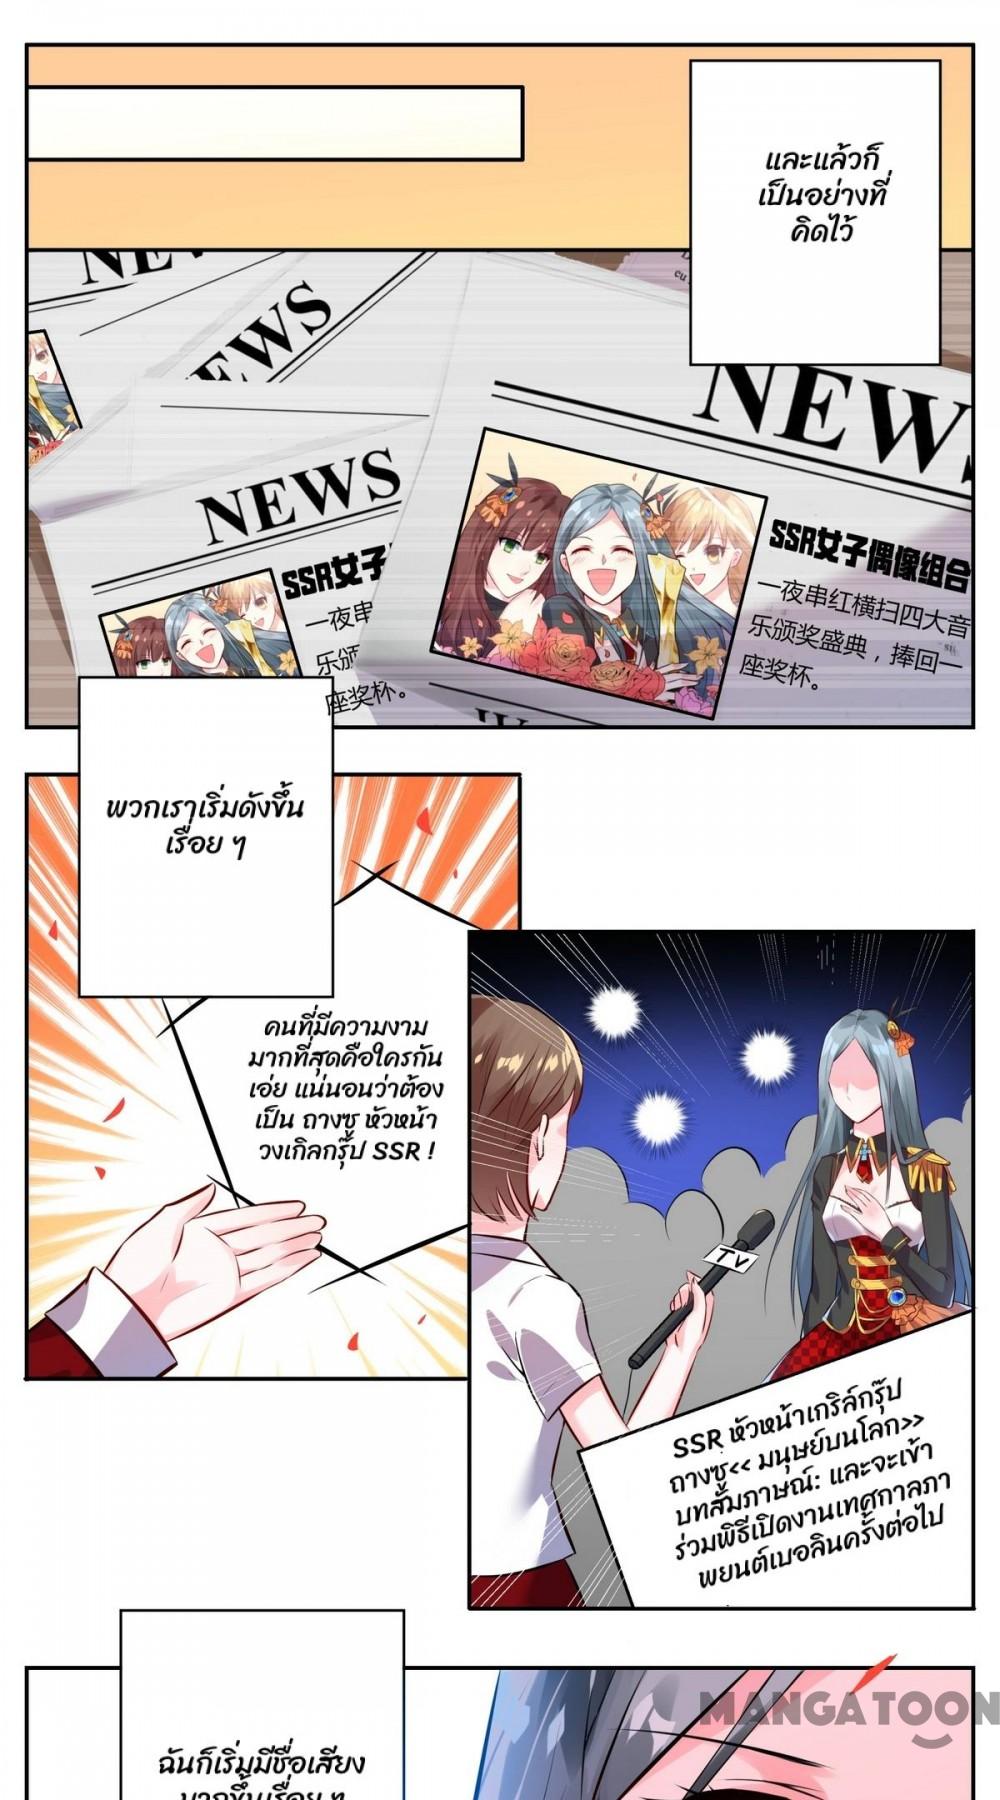 และแล้วก็
เป็นอย่างที่
คิดไว้
NEWS
NEWS
NEWS
SSR女子
一夜串
乐颁
座奖杯。
SSR女子偶像组合
一夜串红横扫四大音
乐颁奖盛典，捧回一
座奖杯。
พวกเราเริ่มดังขึ้น
เรื่อย ๆ
คนที่มีความงาม
มากที่สุดคือใครกัน
เอ่ย แน่นอนว่าต้อง
เป็น ถางซู หัวหน้า
วงเกิลกรุ๊ป SSR !
TV
SSR หัวหน้าเกริล์กรุ๊ป
ถางซู<< มนุษย์บนโลก>>
บทสัมภาษณ์: และจะเข้า
ร่วมพิธีเปิดงานเทศกาลภา
พยนต์เบอลินครั้งต่อไป
MANGATOON
ฉันก็เริ่มมีชื่อเสียง
มากขึ้นเรื่อย ๆ